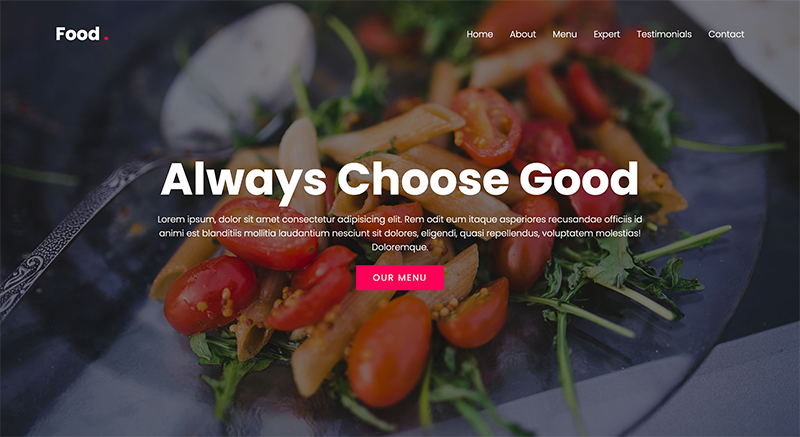 Food .
Home About Menu Expert Testimonials Contact
Always Choose Good
Lorem ipsum, dolor sit amet consectetur adipisicing elit. Rem odit eum itaque asperiores recusandae officiis id
animi est blanditiis mollitia laudantium nesciunt sit dolores, eligendi, quasi repellendus, voluptatem molestias!
Doloremque.
OUR MENU